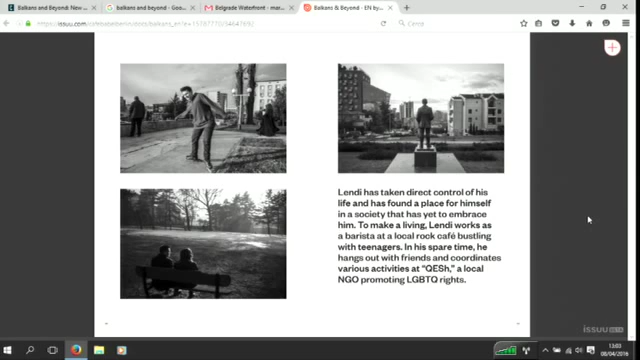 Balkans and Beyond: New ...
balkans and beyond - Goo...
Belgrade Waterfront - mar...
Balkans & Beyond - EN by...
Cerca
Lendi has taken direct control of his
life and has found a place for himself
in a society that has yet to embrace
him. To make a living, Lendi works as
a barista at a local rock café bustling
with teenagers. In his spare time, he
hangs out with friends and coordinates
various activities at “QESh,” a local
NGO promoting LGBTQ rights.
issuu
13:03
08/04/2016